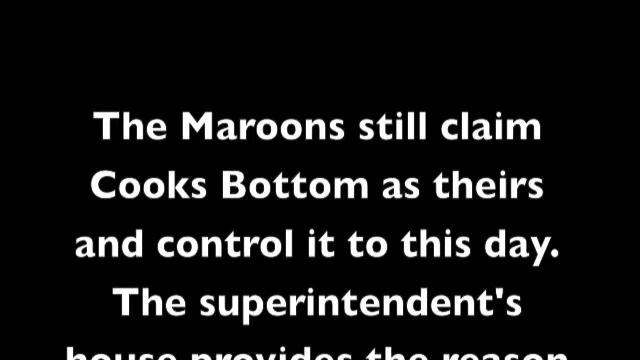 The Maroons still claim
Cooks Bottom as theirs
and control it to this day.
The superintendent's
house provides the reason